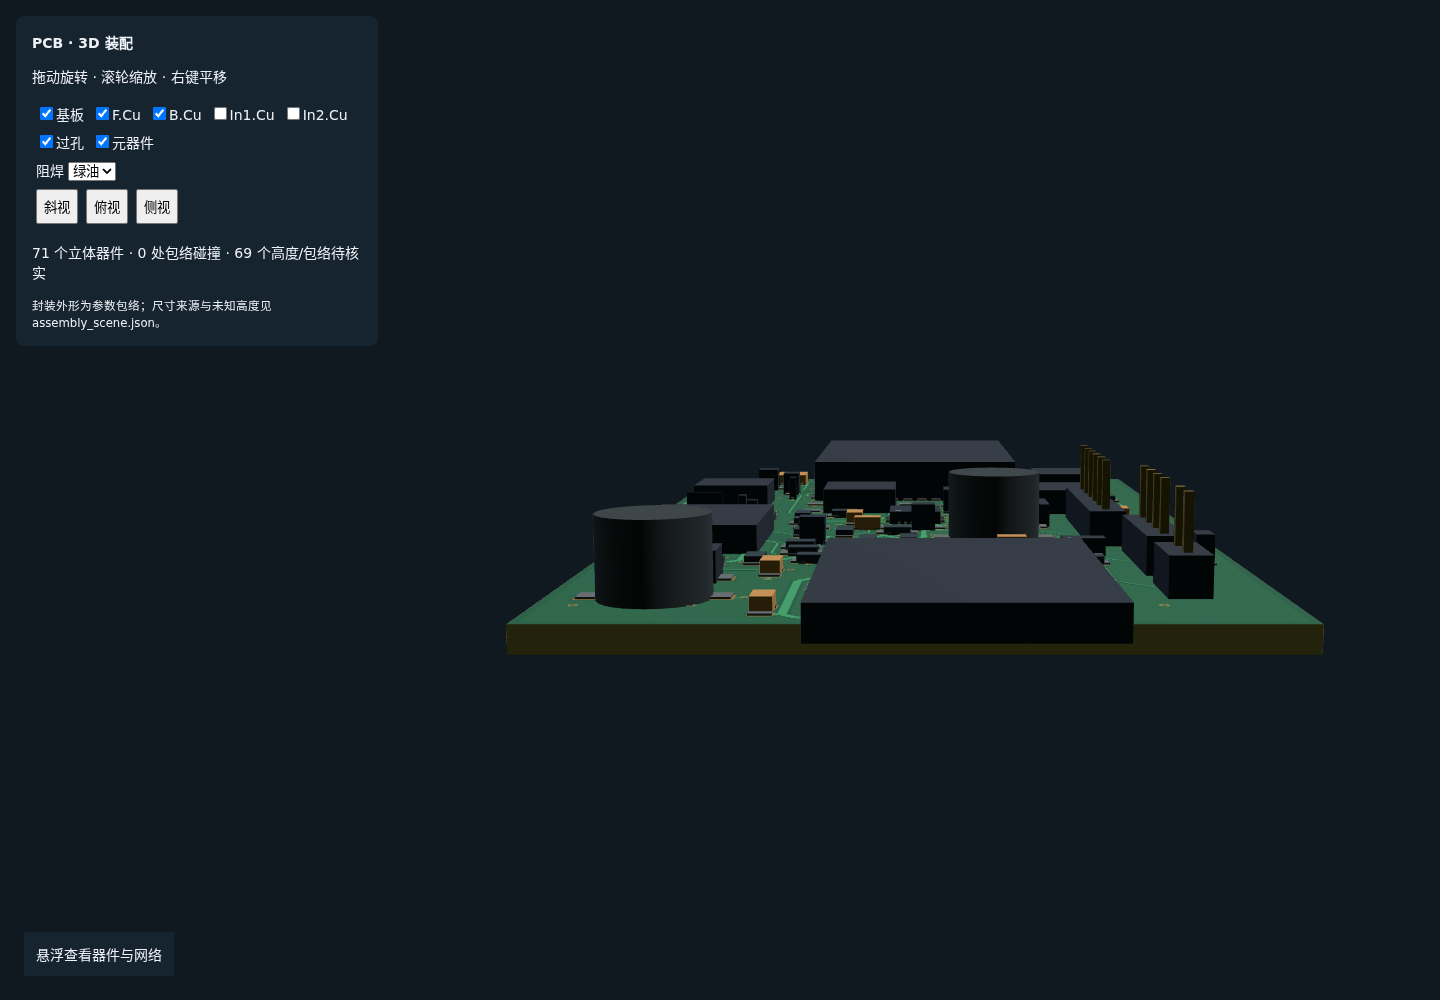 PCB · 3D 装配
拖动旋转 · 滚轮缩放 · 右键平移
基板 F.Cu B.Cu In1.Cu In2.Cu
过孔 元器件
阻焊 绿油
斜视 俯视 侧视
71 个立体器件 · 0 处包络碰撞 · 69 个高度/包络待核
实
封装外形为参数包络；尺寸来源与未知高度见
assembly_scene.json。
悬浮查看器件与网络